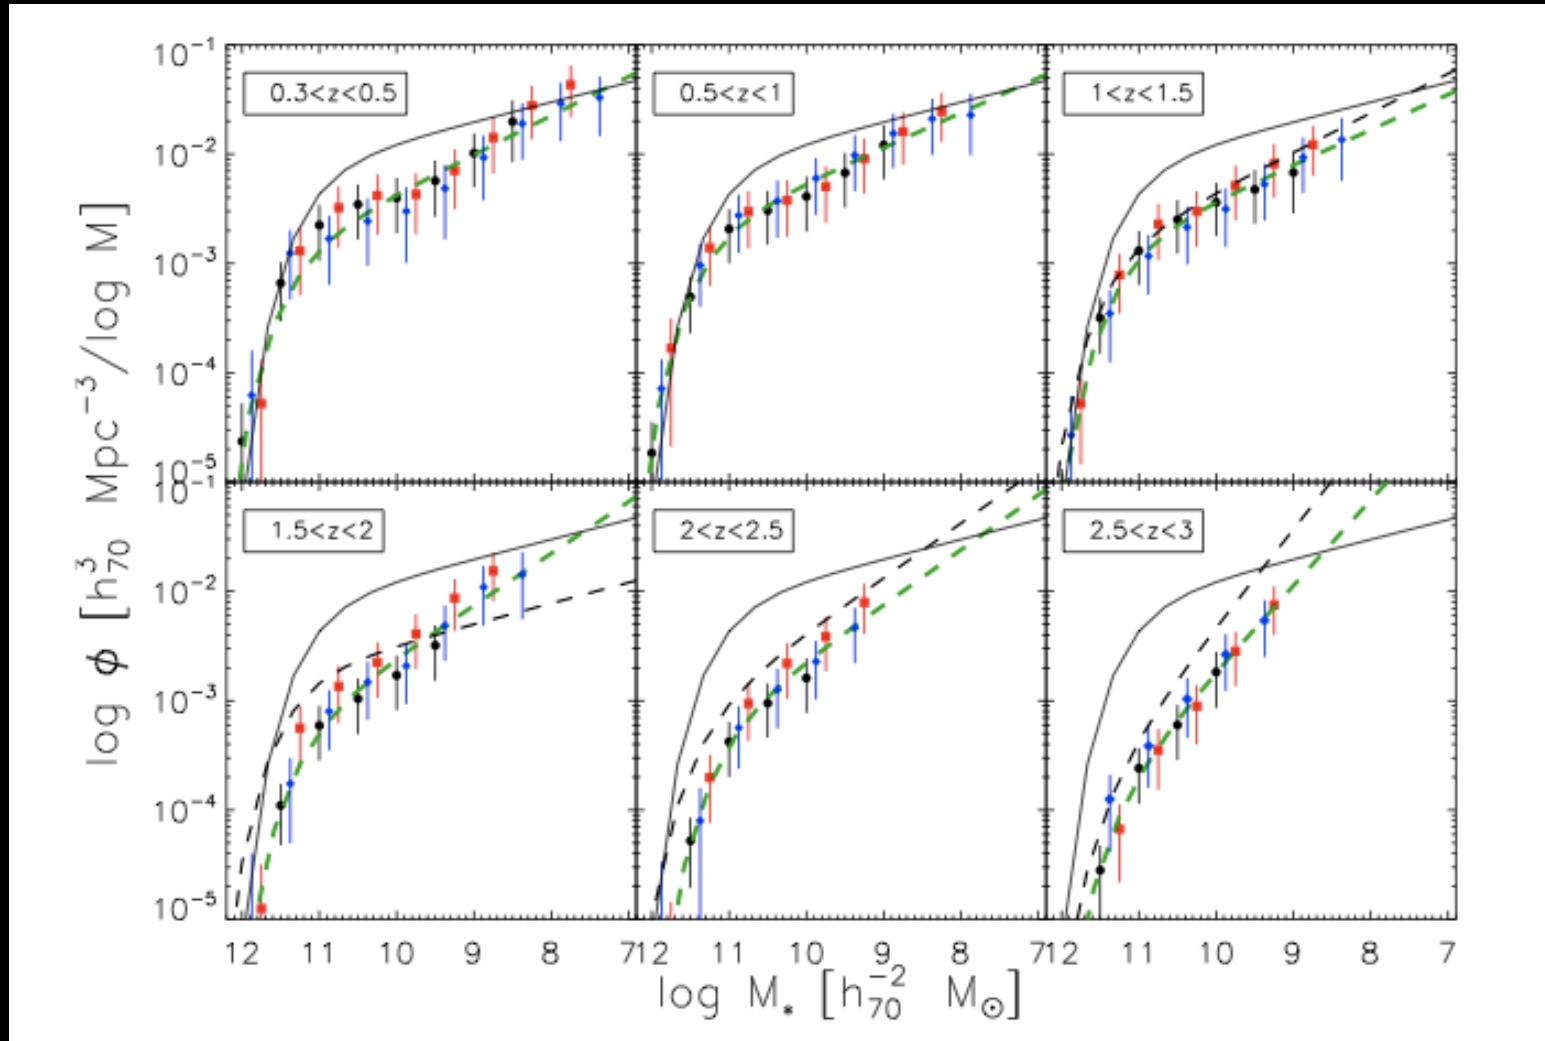 log ϕ [h₇₀³ Mpc⁻³/log M]
10⁻¹
10⁻²
10⁻³
10⁻⁴
10⁻⁵
0.3<z<0.5
0.5<z<1
1<z<1.5
10⁻¹
10⁻²
10⁻³
10⁻⁴
10⁻⁵
1.5<z<2
2<z<2.5
2.5<z<3
12 11 10 9 8 7 12 11 10 9 8 7 12 11 10 9 8 7
log M⁎ [h₇₀⁻² M☉]